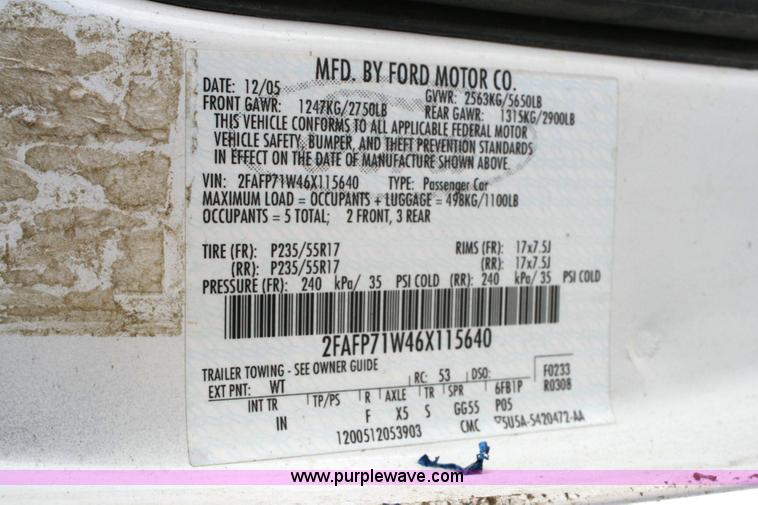 MFD. BY FORD MOTOR CO.
DATE: 12/05 GVWR: 2563KG/5650LB
FRONT GAWR: 1247KG/2750LB REAR GAWR: 1315KG/2900LB
THIS VEHICLE CONFORMS TO ALL APPLICABLE FEDERAL MOTOR
VEHICLE SAFETY, BUMPER, AND THEFT PREVENTION STANDARDS
IN EFFECT ON THE DATE OF MANUFACTURE SHOWN ABOVE.
VIN: 2FAFP71W46X115640 TYPE: Passenger Car
MAXIMUM LOAD = OCCUPANTS + LUGGAGE = 498KG/1100LB
OCCUPANTS = 5 TOTAL; 2 FRONT, 3 REAR
TIRE (FR): P235/55R17 RIMS (FR): 17x7.5J
(RR): P235/55R17 (RR): 17x7.5J
PRESSURE (FR): 240 kPa/ 35 PSI COLD (RR): 240 kPa/ 35 PSI COLD
2FAFP71W46X115640
TRAILER TOWING - SEE OWNER GUIDE
EXT PNT: WT RC: 53 DSO: F0233
INT TR TP/PS R AXLE TR SPR 6FB1P R0308
IN F X5 S GG55 P05
1200512053903 CMC ▽5U5A-5420472-AA
www.purplewave.com